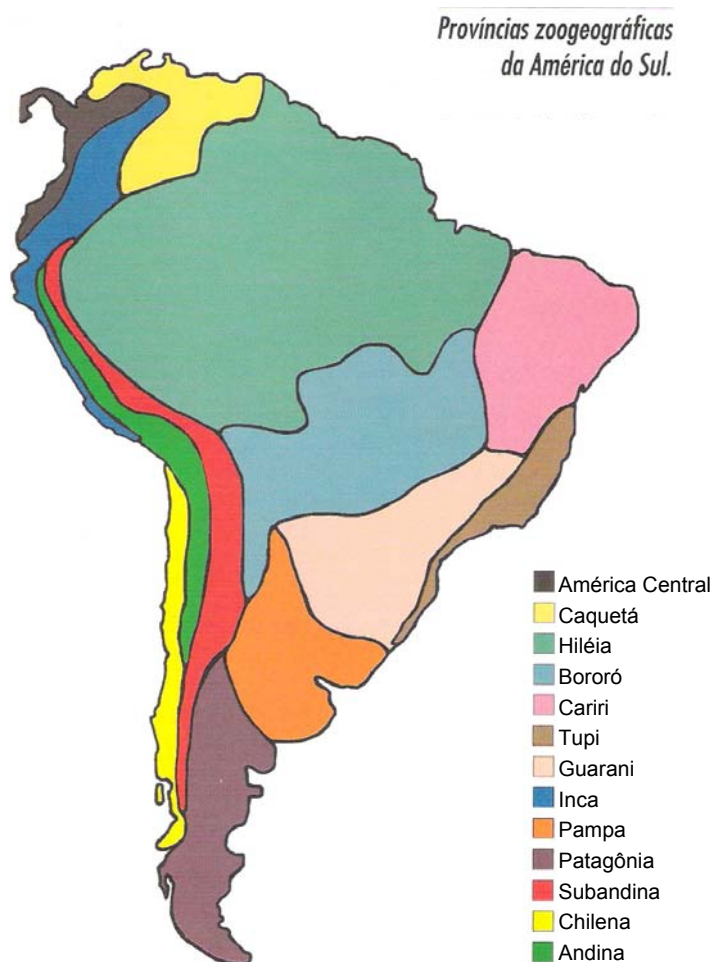 Províncias zoogeográficas
da América do Sul.
América Central
Caquetá
Hiléia
Bororó
Cariri
Tupi
Guarani
Inca
Pampa
Patagônia
Subandina
Chilena
Andina